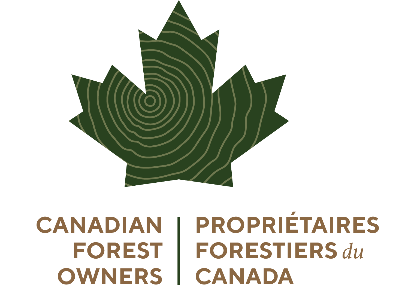 CANADIAN
FOREST
OWNERS
PROPRIÉTAIRES
FORESTIERS du
CANADA